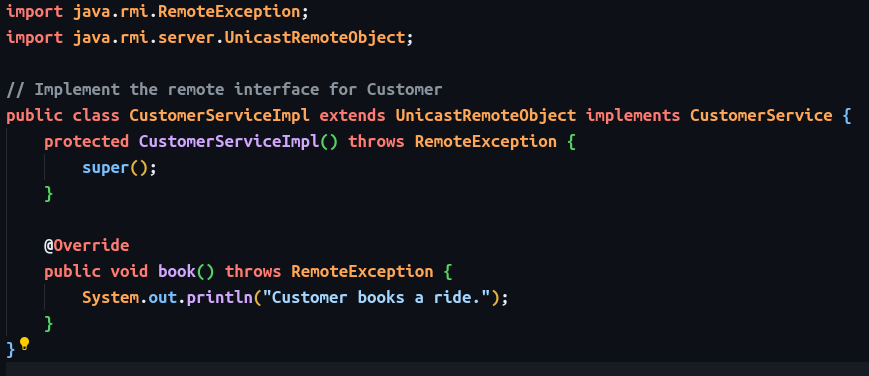 import java.rmi.RemoteException;
import java.rmi.server.UnicastRemoteObject;
// Implement the remote interface for Customer
public class CustomerServiceImpl extends UnicastRemoteObject implements CustomerService {
protected CustomerServiceImpl() throws RemoteException {
super();
}
@Override
public void book() throws RemoteException {
System.out.println("Customer books a ride.");
}
}